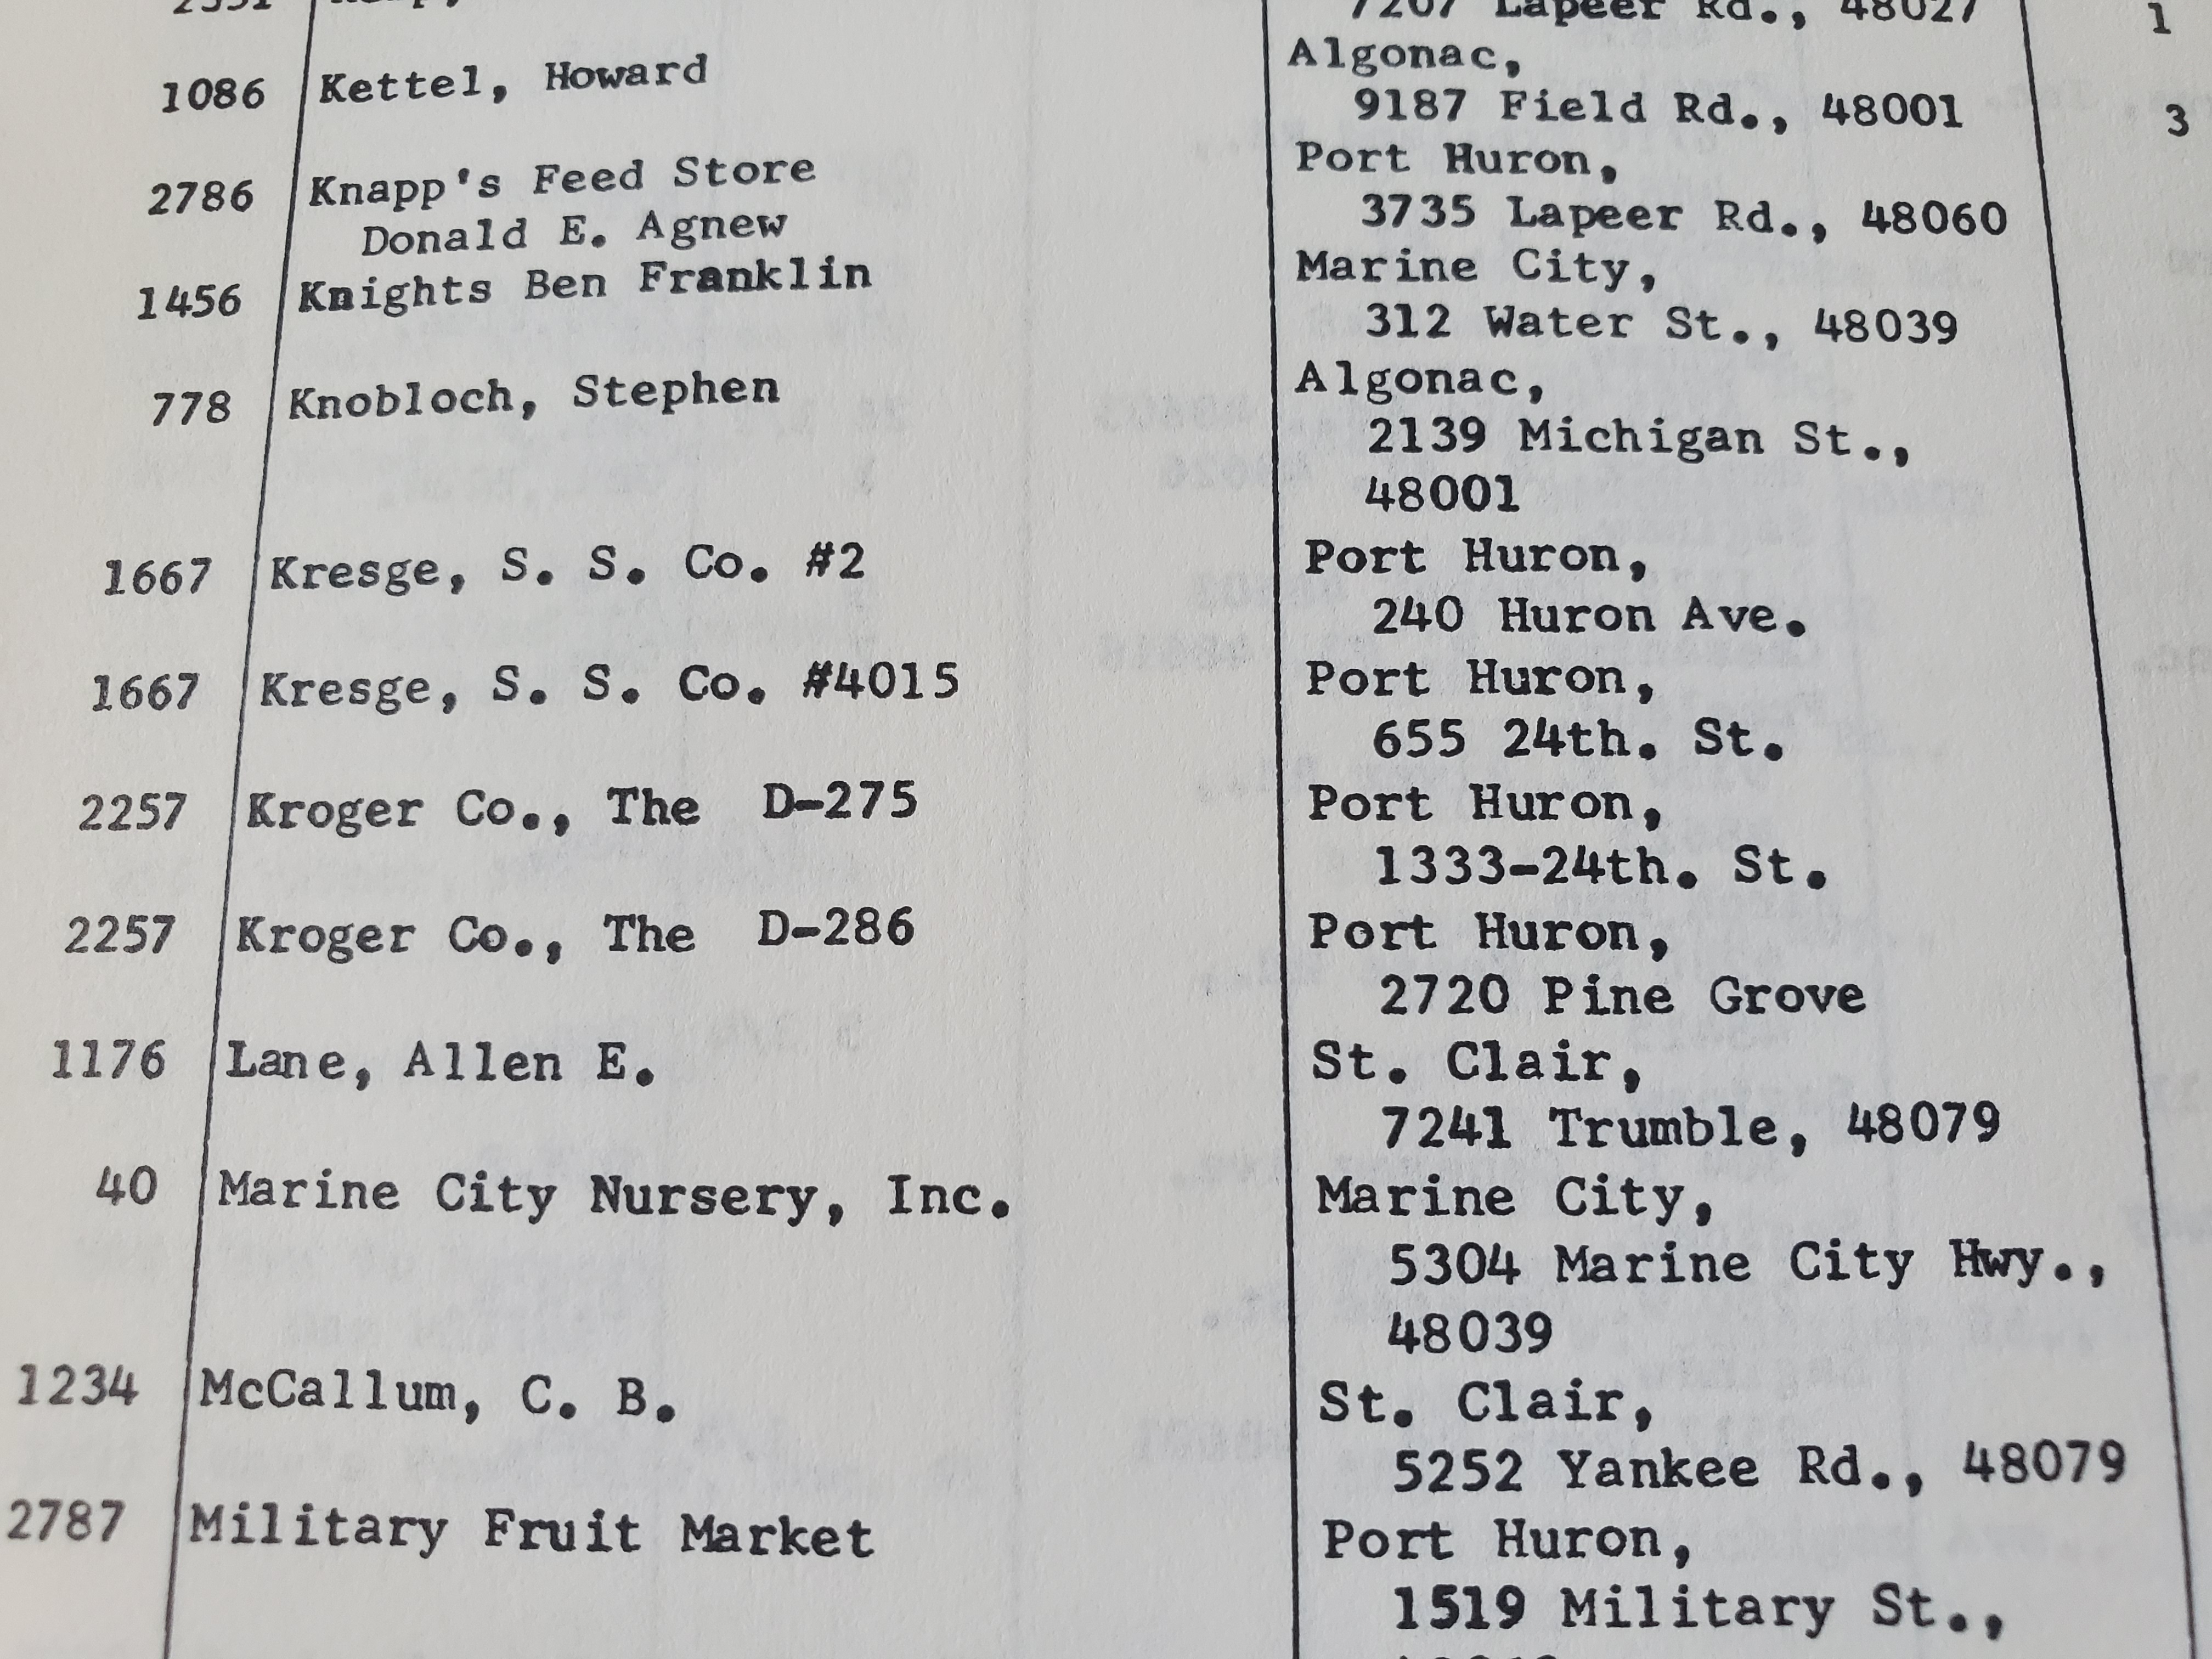 7207 Lapeer Rd., 48027 1
1086 Kettel, Howard Algonac,
9187 Field Rd., 48001 3
2786 Knapp's Feed Store Port Huron,
Donald E. Agnew 3735 Lapeer Rd., 48060
1456 Knights Ben Franklin Marine City,
312 Water St., 48039
778 Knobloch, Stephen Algonac,
2139 Michigan St.,
48001
1667 Kresge, S. S. Co. #2 Port Huron,
240 Huron Ave.
1667 Kresge, S. S. Co. #4015 Port Huron,
655 24th. St.
2257 Kroger Co., The D-275 Port Huron,
1333-24th. St.
2257 Kroger Co., The D-286 Port Huron,
2720 Pine Grove
1176 Lane, Allen E. St. Clair,
7241 Trumble, 48079
40 Marine City Nursery, Inc. Marine City,
5304 Marine City Hwy.,
48039
1234 McCallum, C. B. St. Clair,
5252 Yankee Rd., 48079
2787 Military Fruit Market Port Huron,
1519 Military St.,